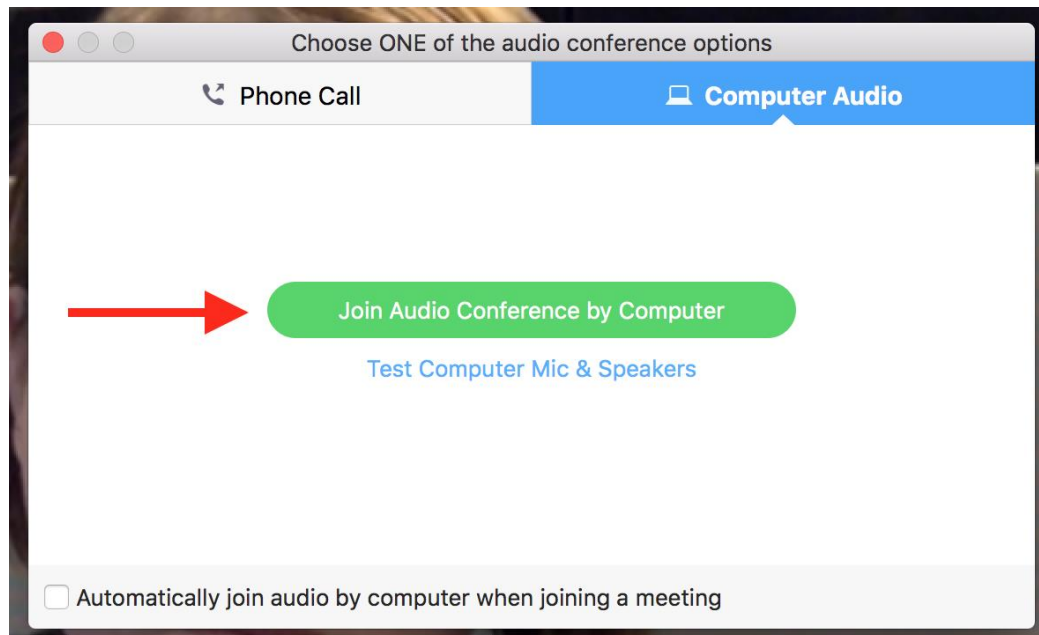 Choose ONE of the audio conference options
Phone Call
Computer Audio
Join Audio Conference by Computer
Test Computer Mic & Speakers
Automatically join audio by computer when joining a meeting